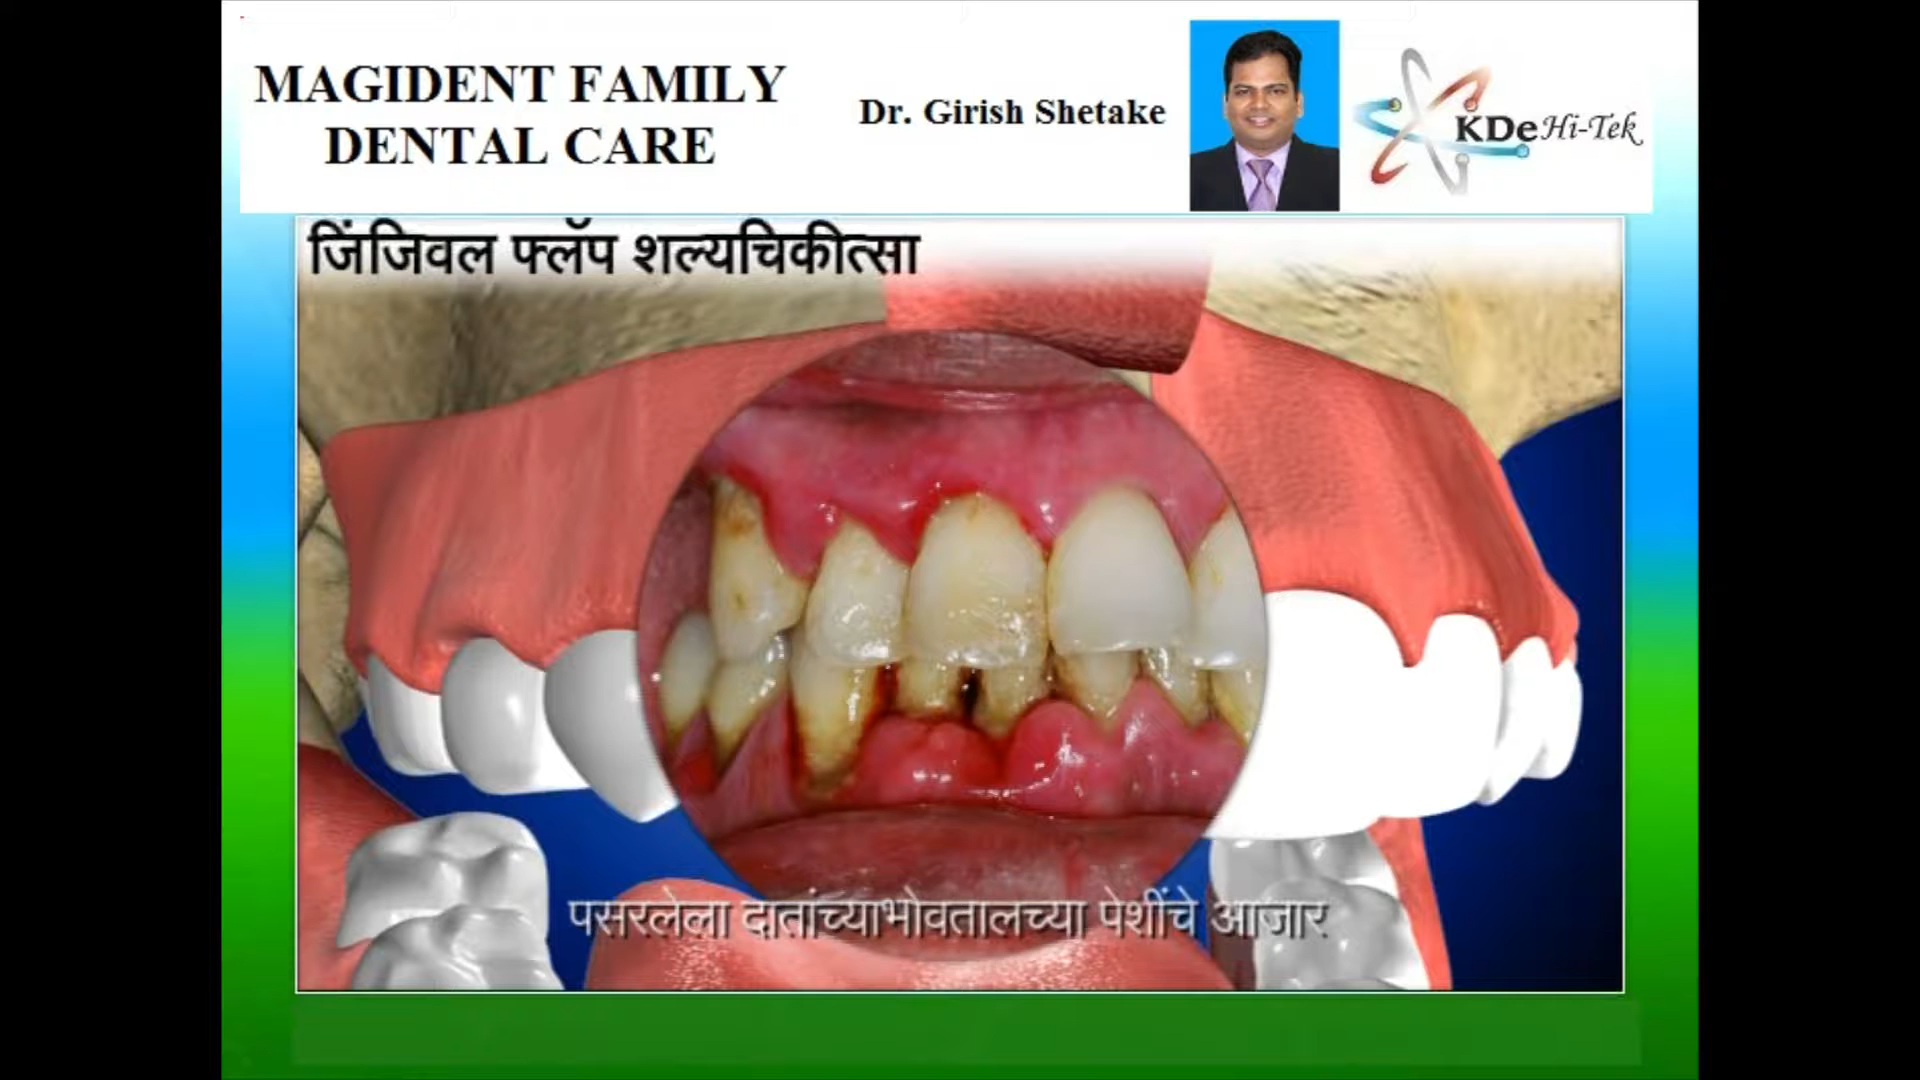 MAGIDENT FAMILY
DENTAL CARE
Dr. Girish Shetake
KDe Hi-Tek
जिंजिवल फ्लॅप शल्यचिकीत्सा
पसरलेला दातांच्याभोवतालच्या पेशींचे आजार